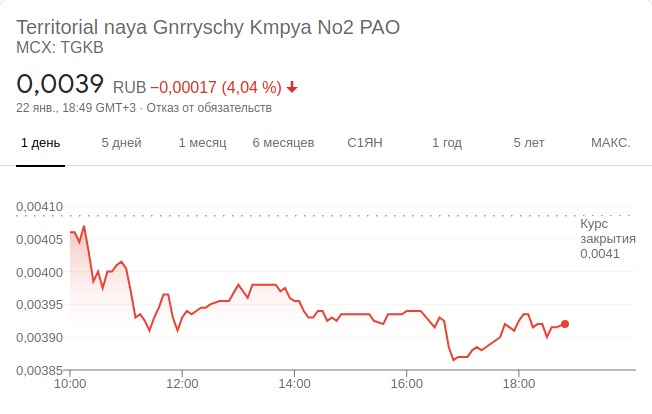 Territorial naya Gnrryschy Kmpya No2 PAO
MCX: TGKB
0,0039 RUB −0,00017 (4,04 %)
22 янв., 18:49 GMT+3 · Отказ от обязательств
1 день 5 дней 1 месяц 6 месяцев С1ЯН 1 год 5 лет МАКС.
0,00410
Курс
закрытия
0,0041
0,00405
0,00400
0,00395
0,00390
0,00385
10:00 12:00 14:00 16:00 18:00